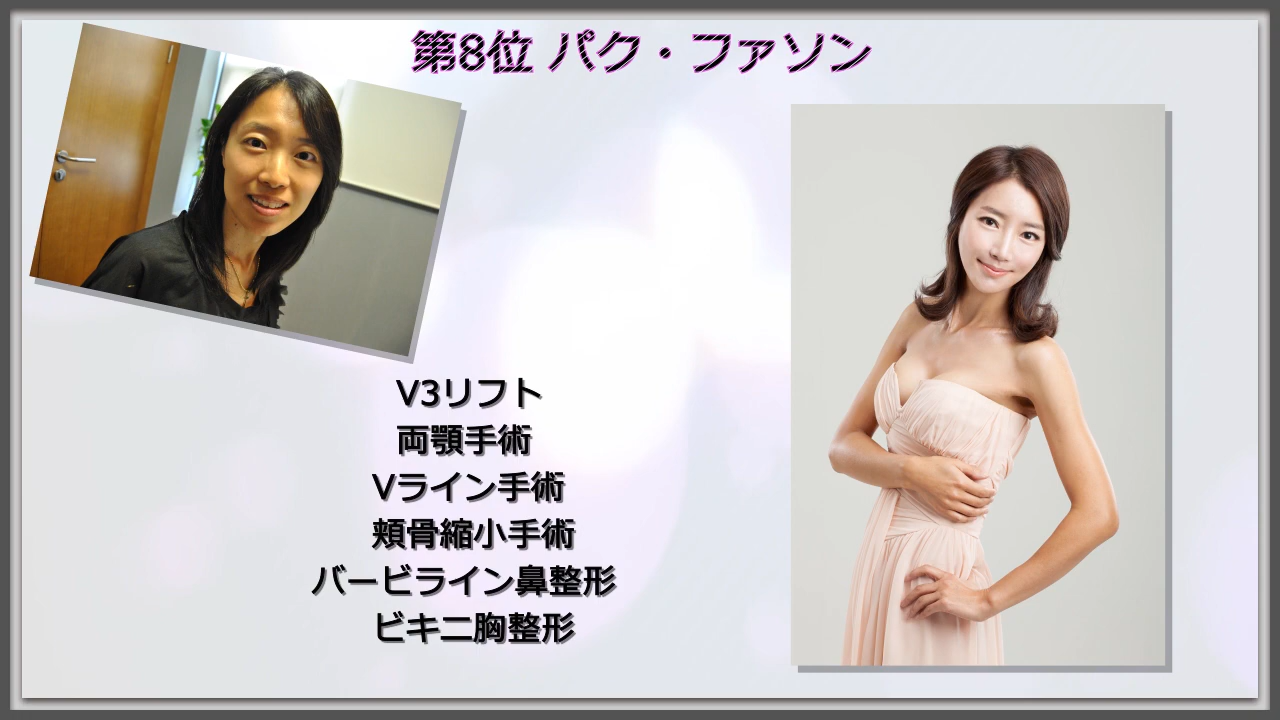 第8位 パク・ファソン
V3リフト
両顎手術
Vライン手術
頬骨縮小手術
バービライン鼻整形
ビキニ胸整形